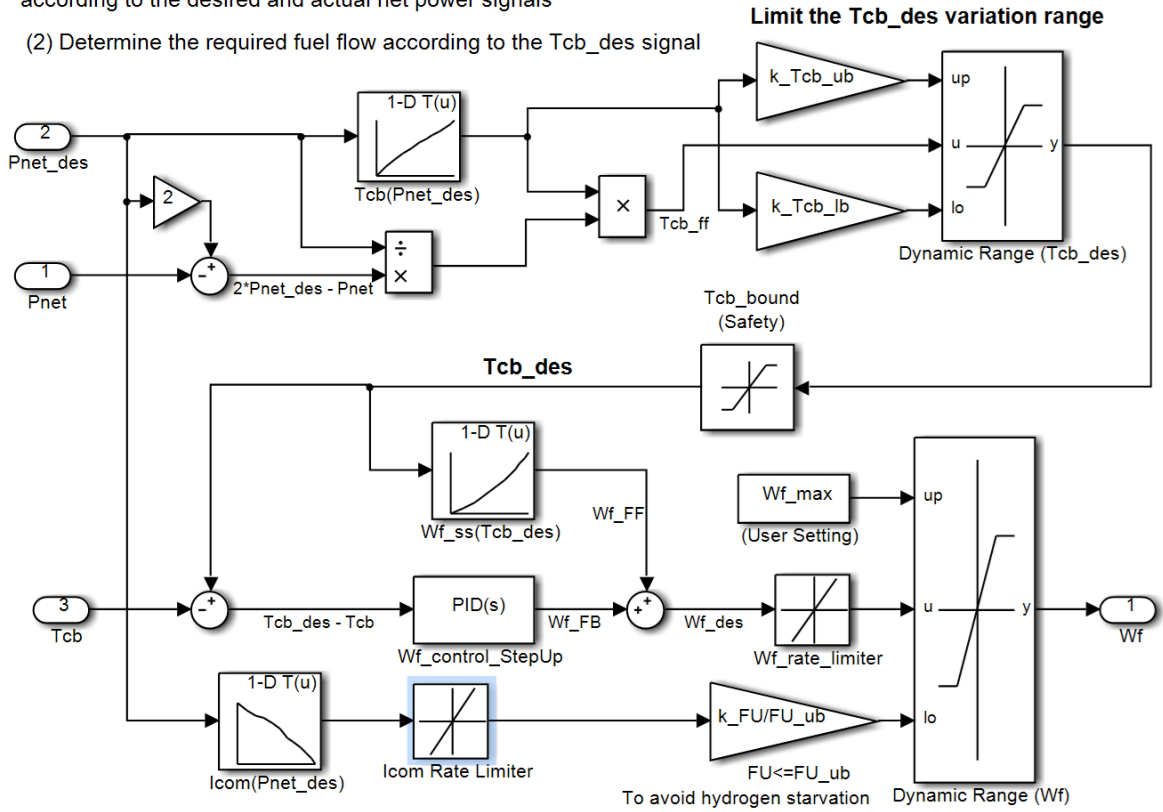 according to the desired and actual net power signals
Limit the Tcb_des variation range
(2) Determine the required fuel flow according to the Tcb_des signal
k_Tcb_ub
up
1-D T(u)
2
Pnet_des
u
y
Tcb(Pnet_des)
2
×
k_Tcb_lb
lo
Tcb_ff
÷
×
Dynamic Range (Tcb_des)
1
Pnet
-
+
2*Pnet_des - Pnet
Tcb_bound
(Safety)
Tcb_des
1-D T(u)
Wf_max
up
Wf_FF
Wf_ss(Tcb_des)
(User Setting)
3
Tcb
-
+
Tcb_des - Tcb
PID(s)
Wf_FB
+
+
Wf_des
u
y
1
Wf
Wf_control_StepUp
Wf_rate_limiter
1-D T(u)
k_FU/FU_ub
lo
Icom(Pnet_des)
Icom Rate Limiter
FU<=FU_ub
To avoid hydrogen starvation
Dynamic Range (Wf)